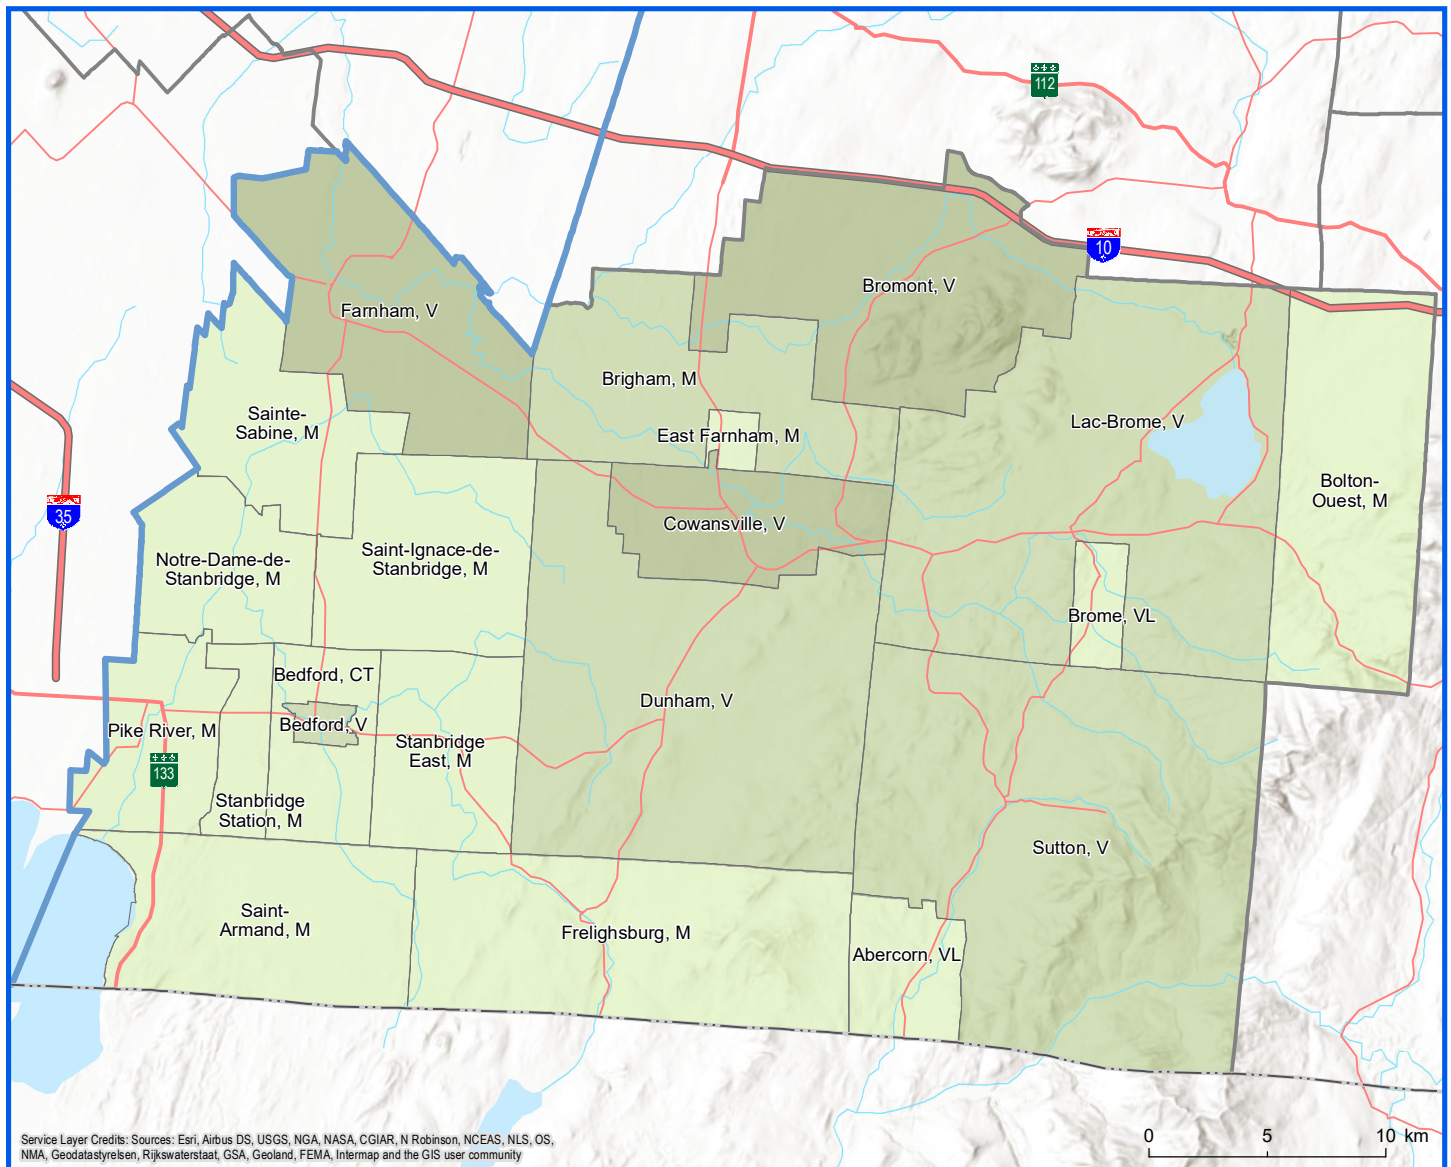 112
10
Bromont, V
Farnham, V
Brigham, M
Sainte-
Sabine, M
East Farnham, M
Lac-Brome, V
Bolton-
Ouest, M
35
Cowansville, V
Notre-Dame-de-
Stanbridge, M
Saint-Ignace-de-
Stanbridge, M
Brome, VL
Bedford, CT
Dunham, V
Pike River, M
Bedford, V
Stanbridge
East, M
133
Stanbridge
Station, M
Sutton, V
Saint-
Armand, M
Frelighsburg, M
Abercorn, VL
0 5 10 km
Service Layer Credits: Sources: Esri, Airbus DS, USGS, NGA, NASA, CGIAR, N Robinson, NCEAS, NLS, OS,
NMA, Geodatastyrelsen, Rijkswaterstaat, GSA, Geoland, FEMA, Intermap and the GIS user community